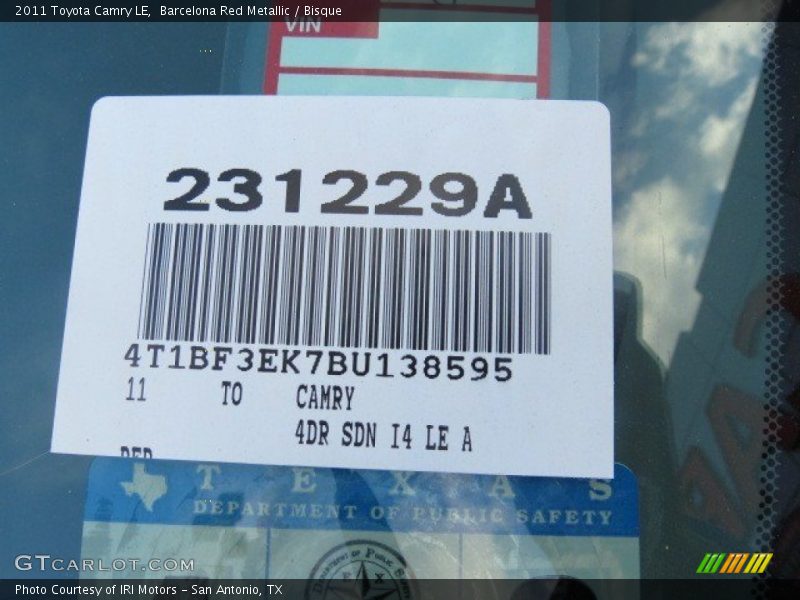 2011 Toyota Camry LE,  Barcelona Red Metallic / Bisque
VIN
231229A
4T1BF3EK7BU138595
11 TO CAMRY
4DR SDN I4 LE A
RED
TEXAS
DEPARTMENT OF PUBLIC SAFETY
GTCARLOT.COM
Photo Courtesy of IRI Motors - San Antonio, TX